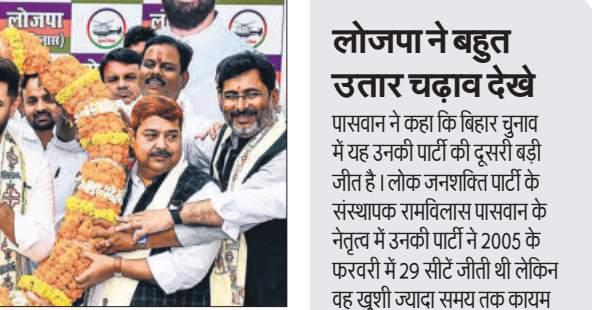 लोजपा
लास)
लोजपा ने बहुत
उतार चढ़ाव देखे
पासवान ने कहा कि बिहार चुनाव
में यह उनकी पार्टी की दूसरी बड़ी
जीत है। लोक जनशक्ति पार्टी के
संस्थापक रामविलास पासवान के
नेतृत्व में उनकी पार्टी ने 2005 के
फरवरी में 29 सीटें जीती थी लेकिन
वह खुशी ज्यादा समय तक कायम